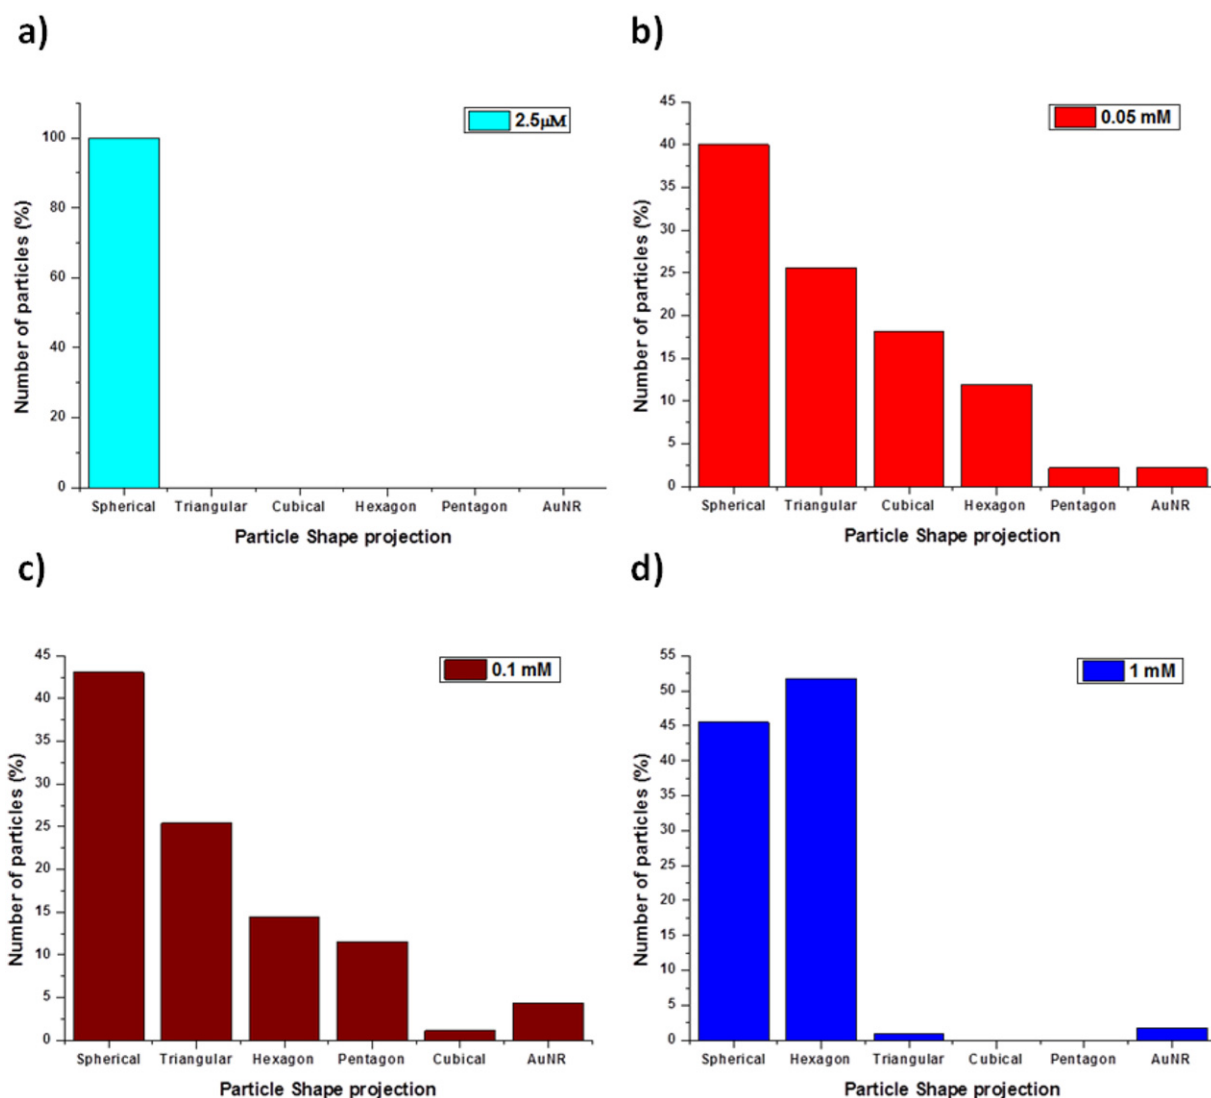 a)
2.5μM
100
80
60
40
20
0
Number of particles (%)
Spherical Triangular Cubical Hexagon Pentagon AuNR
Particle Shape projection
b)
0.05 mM
45
40
35
30
25
20
15
10
5
0
Number of particles (%)
Spherical Triangular Cubical Hexagon Pentagon AuNR
Particle Shape projection
c)
0.1 mM
45
40
35
30
25
20
15
10
5
0
Number of particles (%)
Spherical Triangular Hexagon Pentagon Cubical AuNR
Particle Shape projection
d)
1 mM
55
50
45
40
35
30
25
20
15
10
5
0
Number of particles (%)
Spherical Hexagon Triangular Cubical Pentagon AuNR
Particle Shape projection